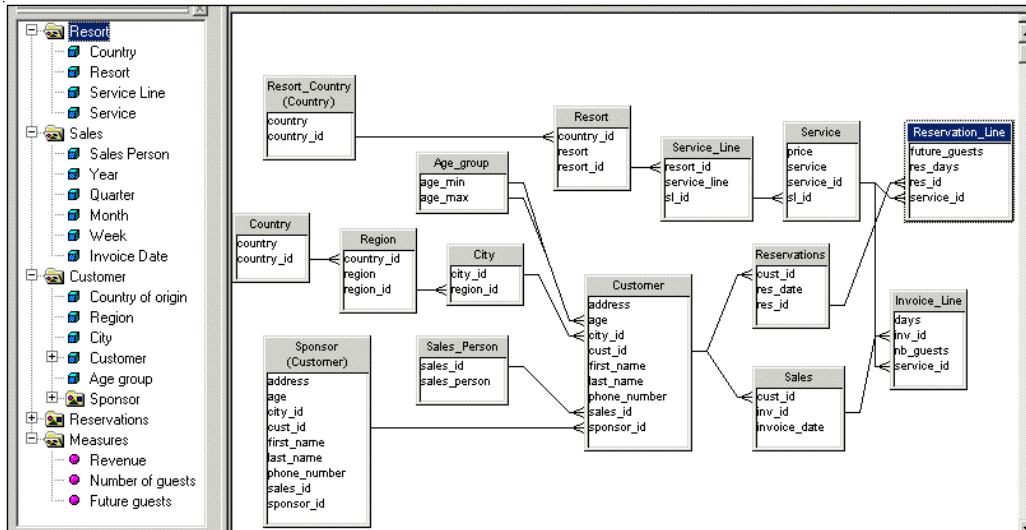 Resort
Country
Resort
Service Line
Service
Sales
Sales Person
Year
Quarter
Month
Week
Invoice Date
Customer
Country of origin
Region
City
Customer
Age group
Sponsor
Reservations
Measures
Revenue
Number of guests
Future guests
Resort_Country
(Country)
country
country_id
Resort
country_id
resort
resort_id
Age_group
age_min
age_max
Service_Line
resort_id
service_line
sl_id
Service
price
service
service_id
sl_id
Reservation_Line
future_guests
res_days
res_id
service_id
Country
country
country_id
Region
country_id
region
region_id
City
city_id
region_id
Customer
address
age
city_id
cust_id
first_name
last_name
phone_number
sales_id
sponsor_id
Reservations
cust_id
res_date
res_id
Invoice_Line
days
inv_id
nb_guests
service_id
Sponsor
(Customer)
address
age
city_id
cust_id
first_name
last_name
phone_number
sales_id
sponsor_id
Sales_Person
sales_id
sales_person
Sales
cust_id
inv_id
invoice_date